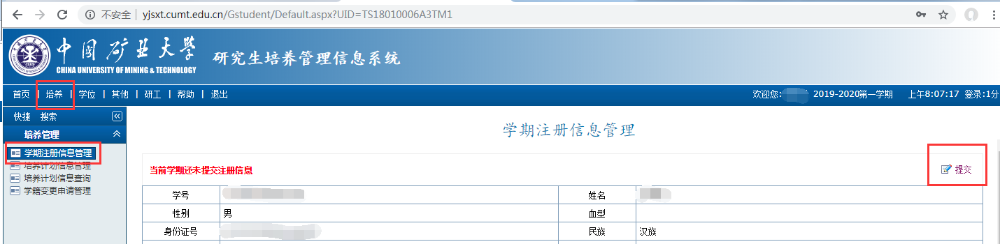 不安全 | yjsxt.cumt.edu.cn/Gstudent/Default.aspx?UID=TS18010006A3TM1
中国矿业大学
CHINA UNIVERSITY OF MINING & TECHNOLOGY
研究生培养管理信息系统
首页 | 培养 | 学位 | 其他 | 研工 | 帮助 | 退出
欢迎您: 2019-2020第一学期 上午8:07:17 登录:1分
快捷 搜索
培养管理
学期注册信息管理
培养计划信息管理
培养计划信息查询
学籍变更申请管理
学期注册信息管理
当前学期还未提交注册信息
提交
学号 姓名
性别 男 血型
身份证号 民族 汉族